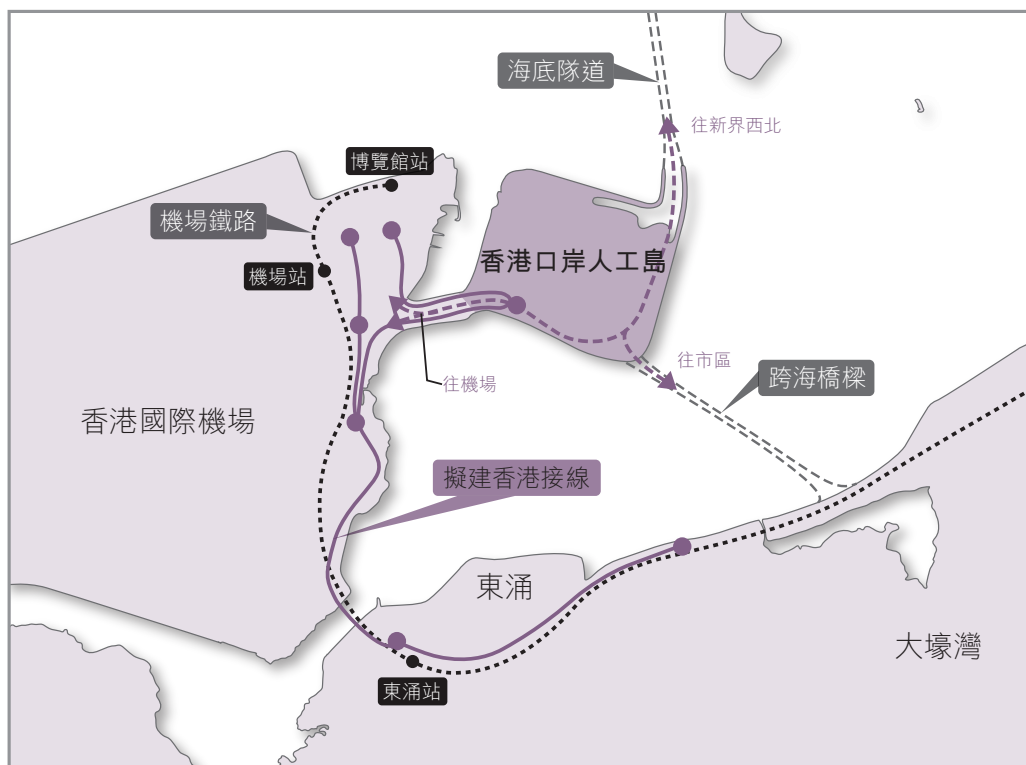 海底隧道
往新界西北
博覽館站
機場鐵路
機場站
香港口岸人工島
往市區
跨海橋樑
往機場
香港國際機場
擬建香港接線
東涌
大壕灣
東涌站